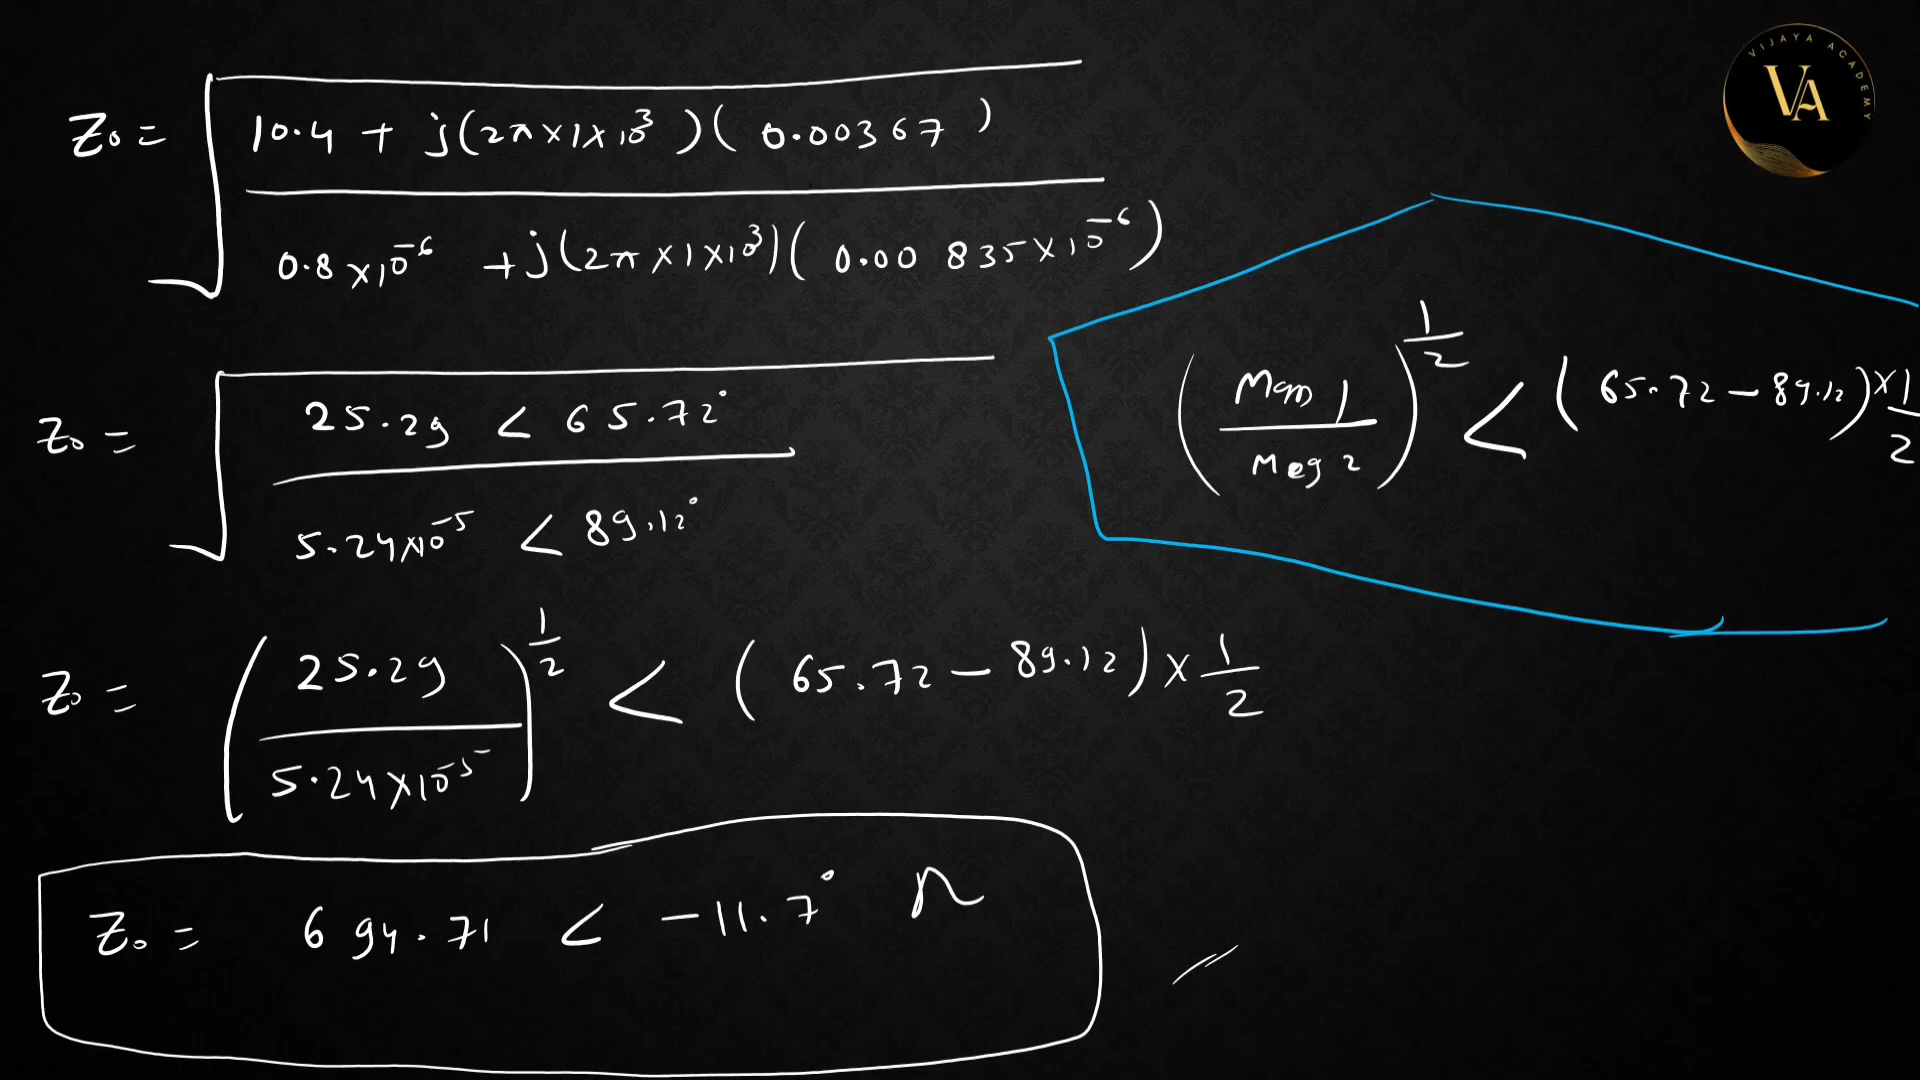 VIJAYA ACADEMY
VA
Z₀ = √((10.4 + j(2π×1×10³)(0.00367)) / (0.8×10⁻⁶ + j(2π×1×10³)(0.00835×10⁻⁶)))
Z₀ = √((25.29 < 65.72°) / (5.24×10⁻⁵ < 89.12°))
(Mag 1 / Meg 2)^(1/2) < (65.72 – 89.12)×1/2
Z₀ = (25.29 / 5.24×10⁻⁵)^(1/2) < (65.72 – 89.12)×1/2
Z₀ = 694.71 < –11.7° Ω